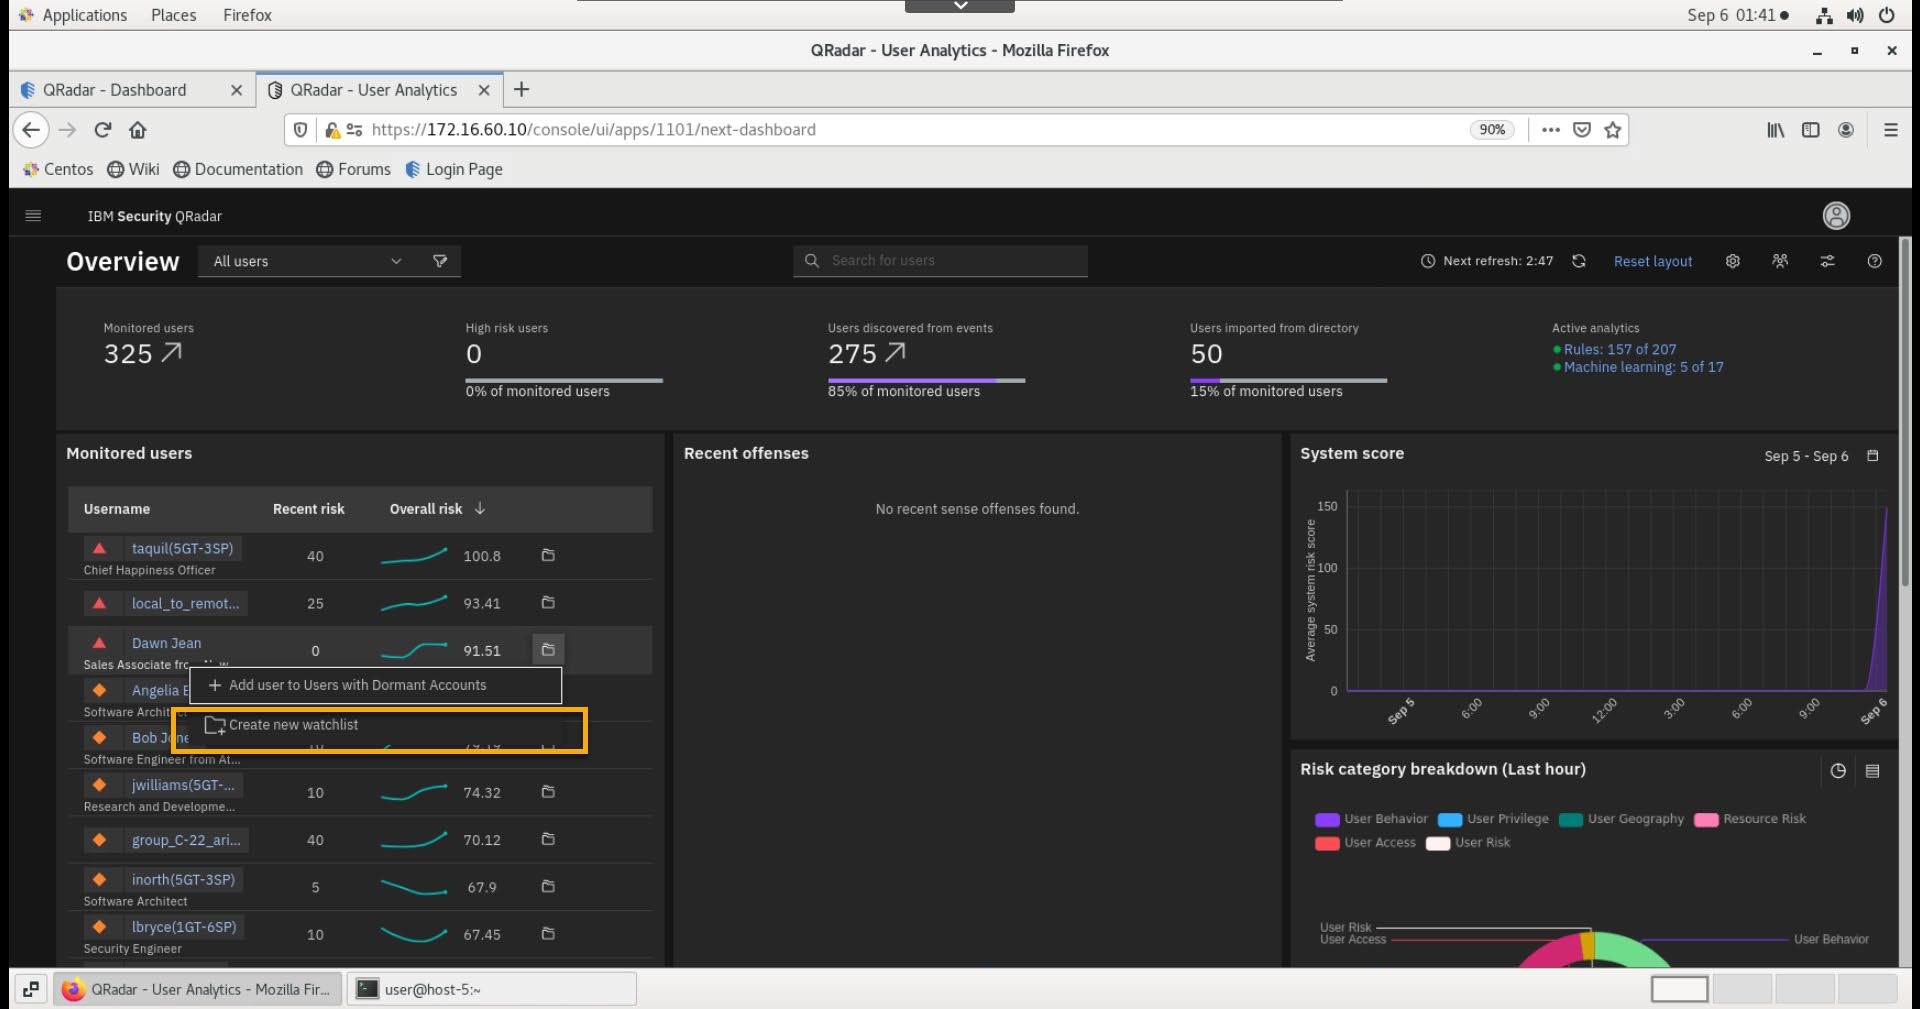 Applications Places Firefox Sep 6 01:41
QRadar - User Analytics - Mozilla Firefox
QRadar - Dashboard QRadar - User Analytics
https://172.16.60.10/console/ui/apps/1101/next-dashboard 90%
Centos Wiki Documentation Forums Login Page
IBM Security QRadar
Overview All users Search for users Next refresh: 2:47 Reset layout
Monitored users
325
High risk users
0
0% of monitored users
Users discovered from events
275
85% of monitored users
Users imported from directory
50
15% of monitored users
Active analytics
Rules: 157 of 207
Machine learning: 5 of 17
Monitored users
Username Recent risk Overall risk
taquil(5GT-3SP) 40 100.8
Chief Happiness Officer
local_to_remot... 25 93.41
Dawn Jean 0 91.51
Sales Associate
Angelia
+ Add user to Users with Dormant Accounts
Software
Create new watchlist
Bob
Software Engineer from At...
jwilliams(5GT-... 10 74.32
Research and Developme...
group_C-22_ari... 40 70.12
inorth(5GT-3SP) 5 67.9
Software Architect
lbryce(1GT-6SP) 10 67.45
Security Engineer
Recent offenses
No recent sense offenses found.
System score Sep 5 - Sep 6
Average system risk score
150
100
50
0
Sep 5 6:00 9:00 12:00 3:00 6:00 9:00 Sep 6
Risk category breakdown (Last hour)
User Behavior User Privilege User Geography Resource Risk
User Access User Risk
User Risk
User Access User Behavior
QRadar - User Analytics - Mozilla Fir... user@host-5:~